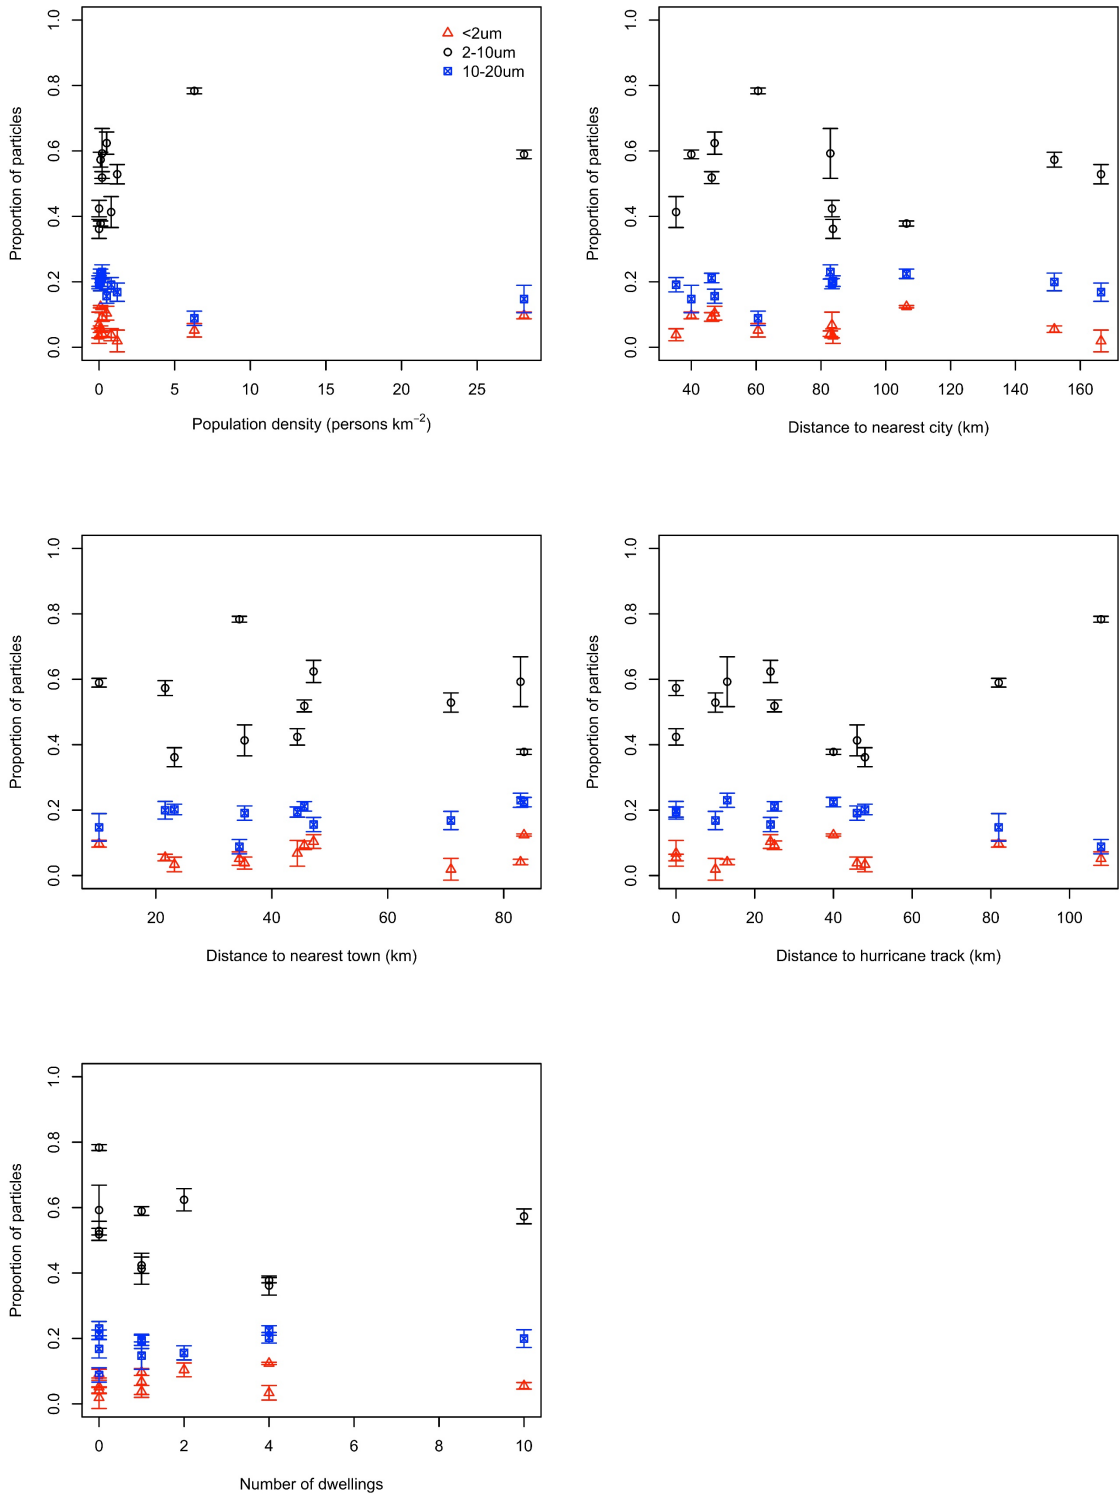 <2um
2-10um
10-20um
Proportion of particles
0.0 0.2 0.4 0.6 0.8 1.0
0 5 10 15 20 25
Population density (persons km⁻²)
Proportion of particles
0.0 0.2 0.4 0.6 0.8 1.0
40 60 80 100 120 140 160
Distance to nearest city (km)
Proportion of particles
0.0 0.2 0.4 0.6 0.8 1.0
20 40 60 80
Distance to nearest town (km)
Proportion of particles
0.0 0.2 0.4 0.6 0.8 1.0
0 20 40 60 80 100
Distance to hurricane track (km)
Proportion of particles
0.0 0.2 0.4 0.6 0.8 1.0
0 2 4 6 8 10
Number of dwellings